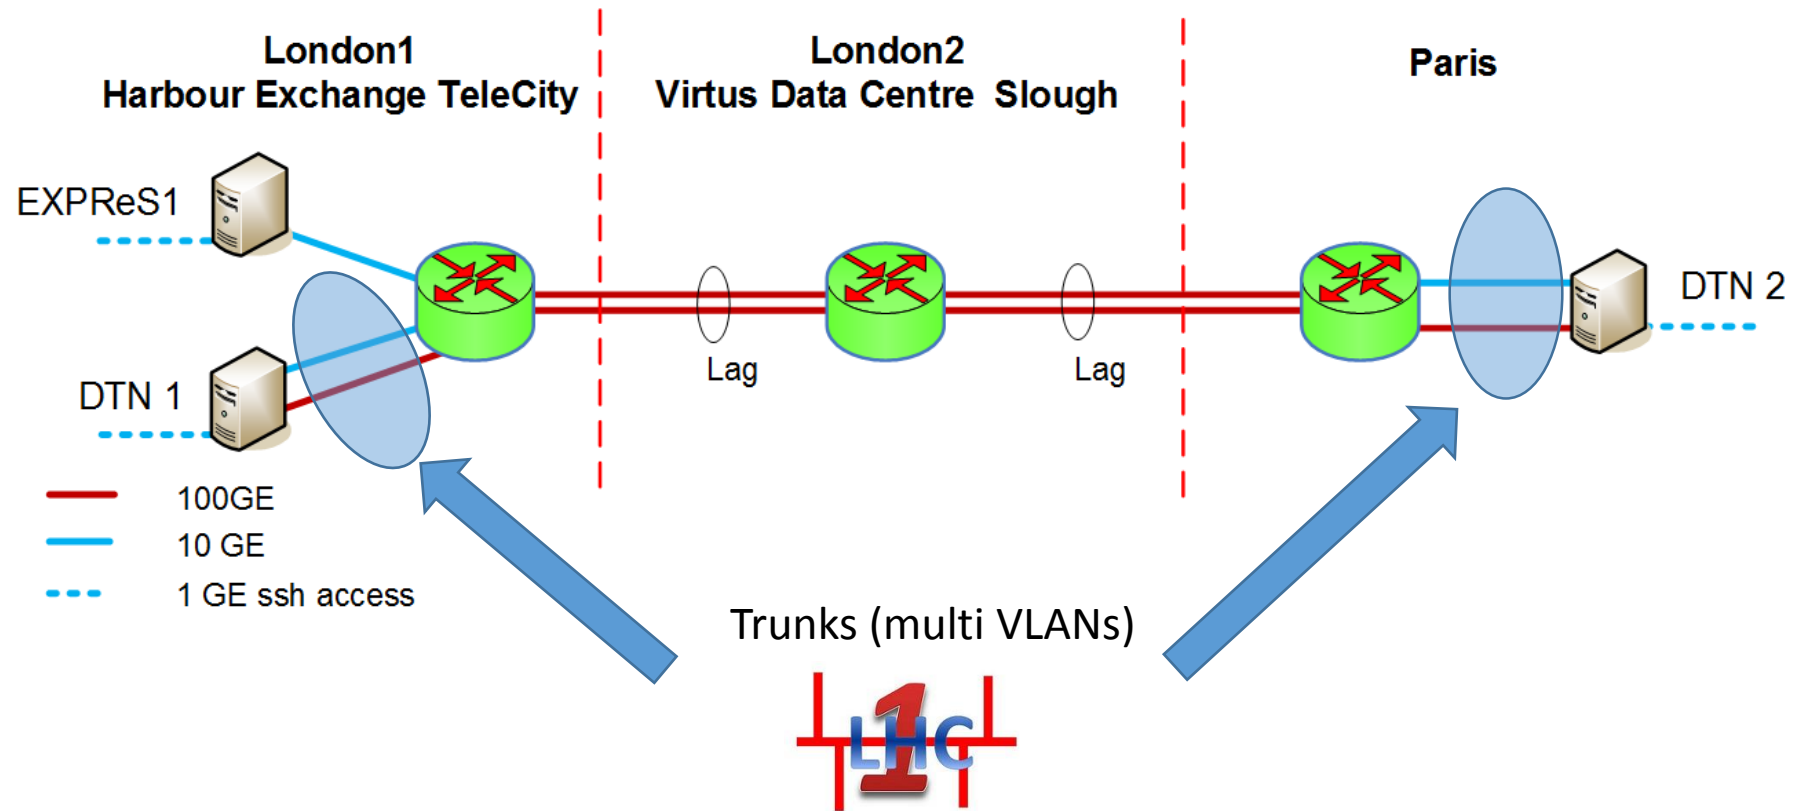 London1
Harbour Exchange TeleCity
London2
Virtus Data Centre  Slough
Paris
EXPReS1
DTN 1
Lag
Lag
DTN 2
100GE
10 GE
1 GE ssh access
Trunks (multi VLANs)
LHC
1